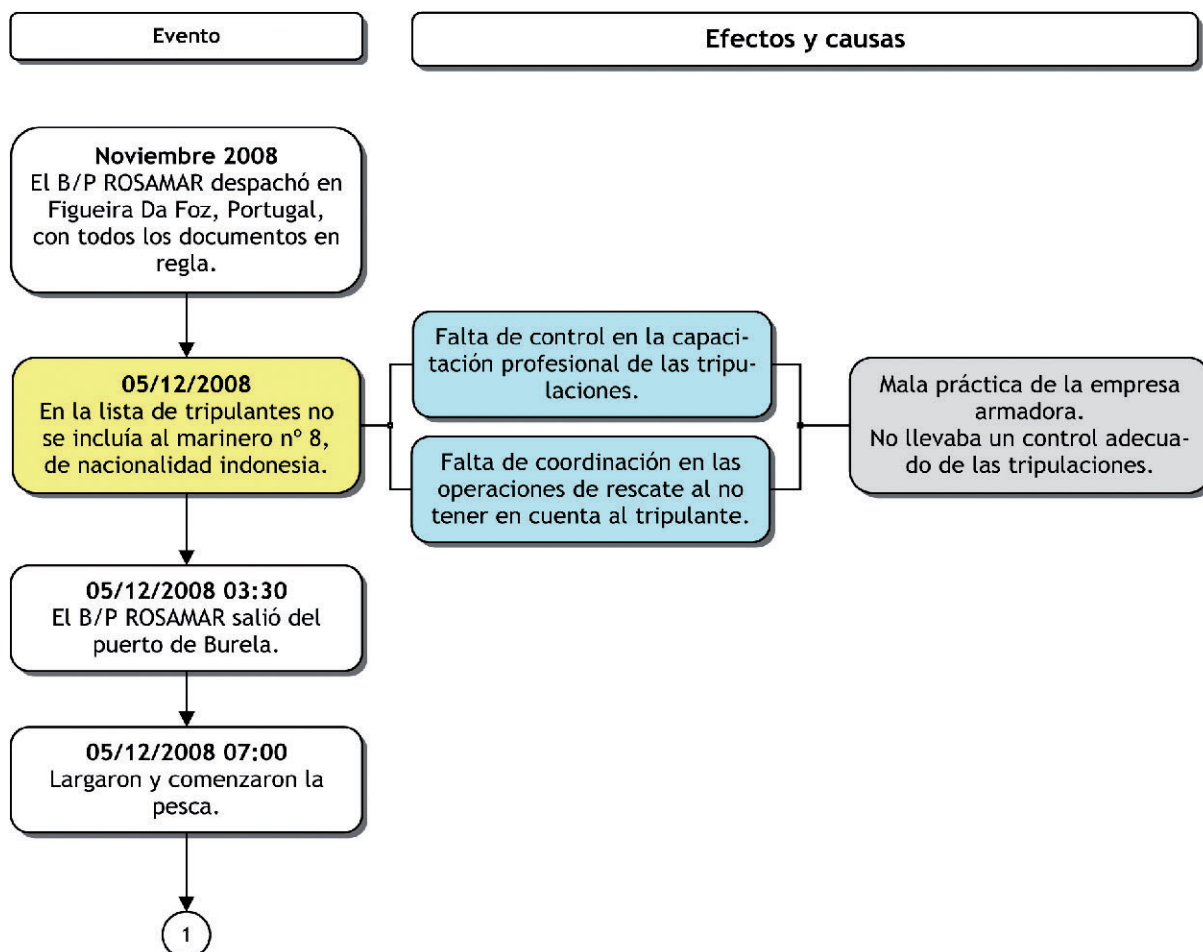 Evento
Efectos y causas
Noviembre 2008
El B/P ROSAMAR despachó en
Figueira Da Foz, Portugal,
con todos los documentos en
regla.
05/12/2008
En la lista de tripulantes no
se incluía al marinero nº 8,
de nacionalidad indonesia.
Falta de control en la capaci-
tación profesional de las tripu-
laciones.
Falta de coordinación en las
operaciones de rescate al no
tener en cuenta al tripulante.
Mala práctica de la empresa
armadora.
No llevaba un control adecua-
do de las tripulaciones.
05/12/2008 03:30
El B/P ROSAMAR salió del
puerto de Burela.
05/12/2008 07:00
Largaron y comenzaron la
pesca.
1